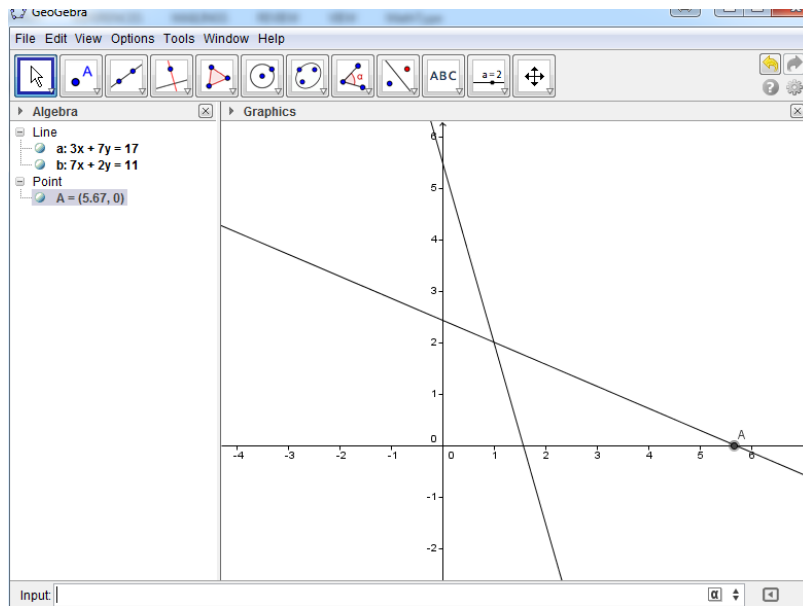 GeoGebra
File Edit View Options Tools Window Help
A
α
ABC
a=2
Algebra
Graphics
Line
a: 3x + 7y = 17
b: 7x + 2y = 11
Point
A = (5.67, 0)
6
5
4
3
2
1
0
-1
-2
-4 -3 -2 -1 0 1 2 3 4 5 6
A
Input:
α